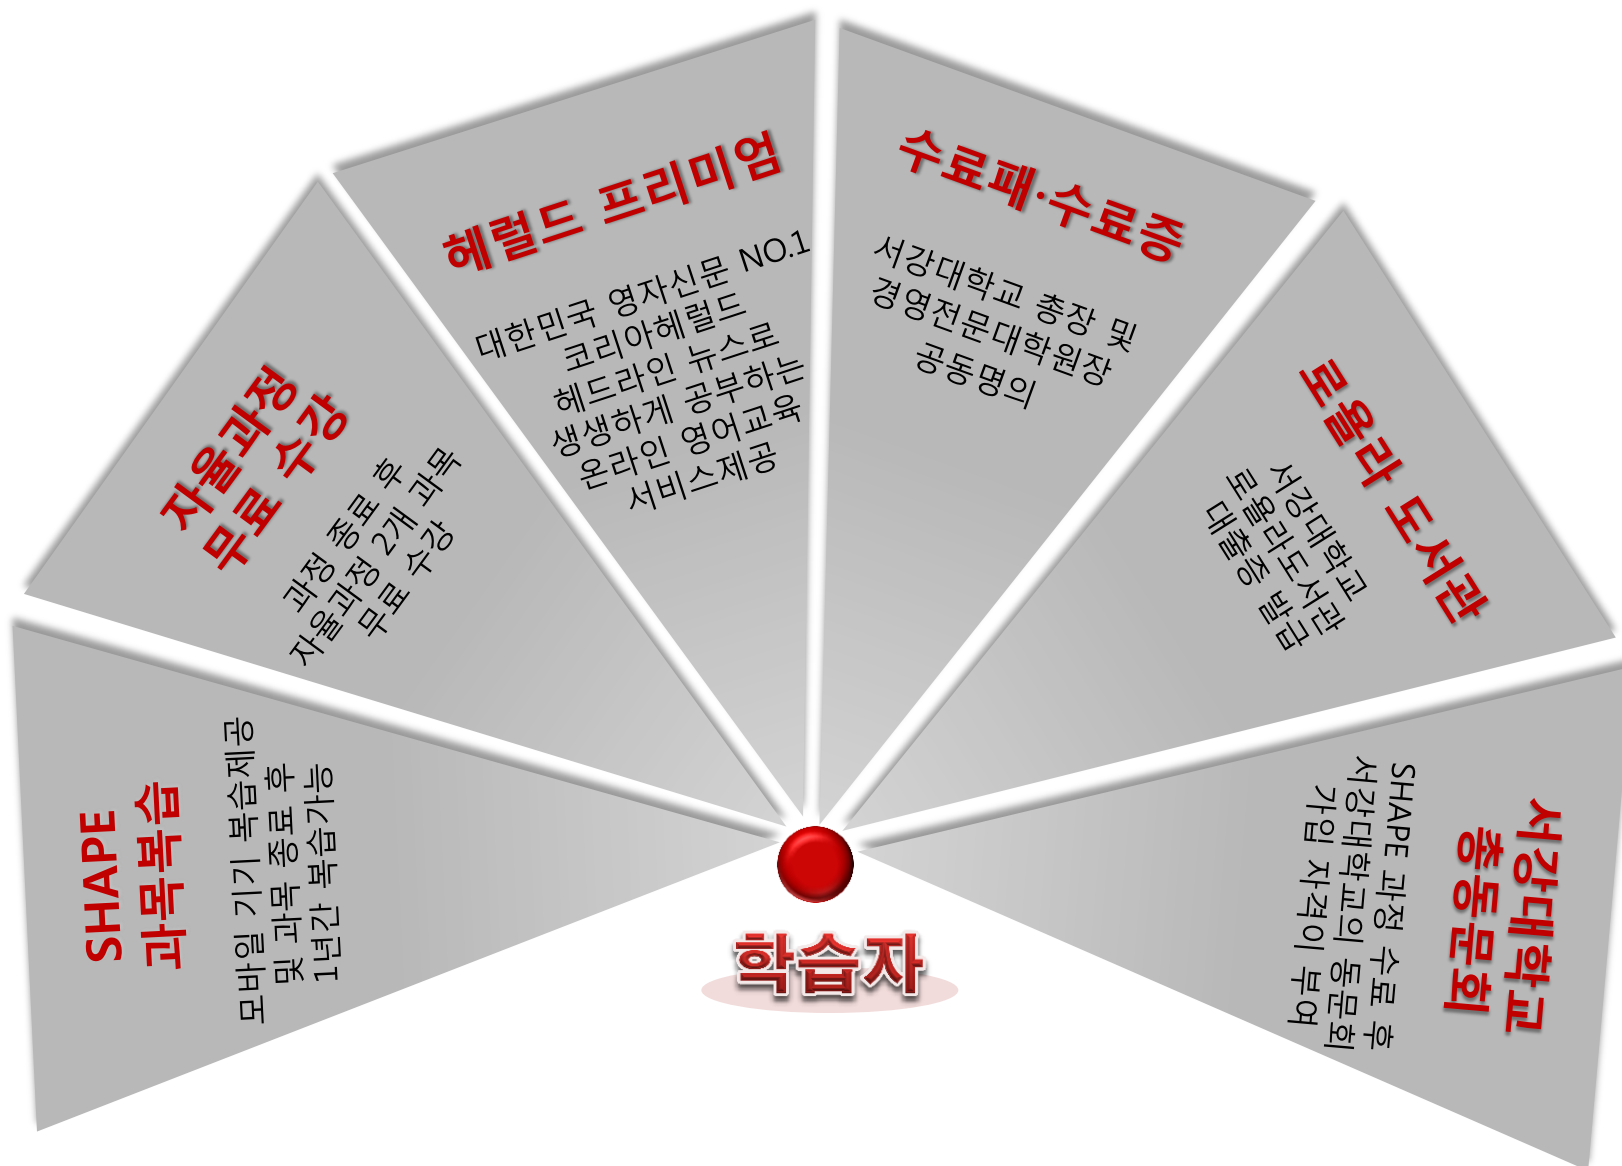 SHAPE
과목복습
모바일 기기 복습제공
및 과목 종료 후
1년간 복습가능
자율과정
무료 수강
과정 종료 후
자율과정 2개 과목
무료 수강
헤럴드 프리미엄
대한민국 영자신문 NO.1
코리아헤럴드
헤드라인 뉴스로
생생하게 공부하는
온라인 영어교육
서비스제공
수료패·수료증
서강대학교 총장 및
경영전문대학원장
공동명의
로욜라 도서관
서강대학교
로욜라도서관
대출증 발급
서강대학교
총동문회
SHAPE 과정 수료 후
서강대학교의 동문회
가입 자격이 부여
학습자